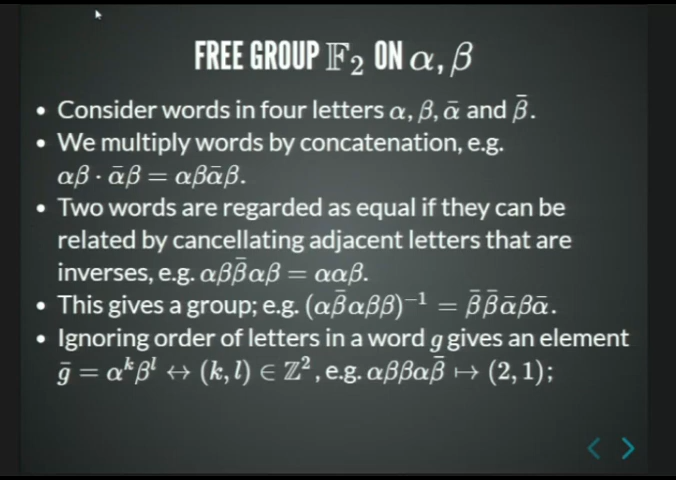 FREE GROUP 𝔽₂ ON α, β
• Consider words in four letters α, β, ᾱ and β̄.
• We multiply words by concatenation, e.g.
αβ · ᾱβ = αβᾱβ.
• Two words are regarded as equal if they can be
related by cancellating adjacent letters that are
inverses, e.g. αββ̄αβ = ααβ.
• This gives a group; e.g. (αβ̄αββ)⁻¹ = β̄β̄ᾱβᾱ.
• Ignoring order of letters in a word g gives an element
ḡ = αᵏβˡ ↔ (k, l) ∈ ℤ², e.g. αββαβ̄ ↦ (2, 1);